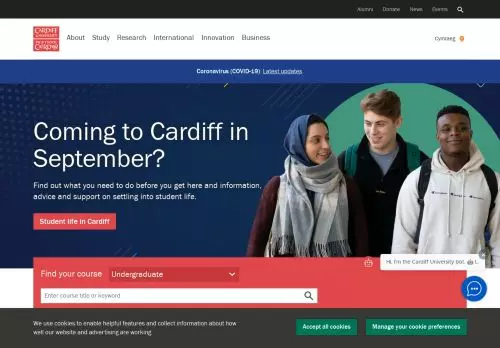 Alumni Donate News Events
CARDIFF
UNIVERSITY
PRIFYSGOL
CAERDYDD
About Study Research International Innovation Business
Cymraeg
Coronavirus (COVID-19) Latest updates
Coming to Cardiff in
September?
Find out what you need to do before you get here and information,
advice and support on settling into student life.
Student life in Cardiff
Find your course Undergraduate
Hi. I'm the Cardiff University bot.
Enter course title or keyword
We use cookies to enable helpful features and collect information about how
well our website and advertising are working.
Accept all cookies
Manage your cookie preferences